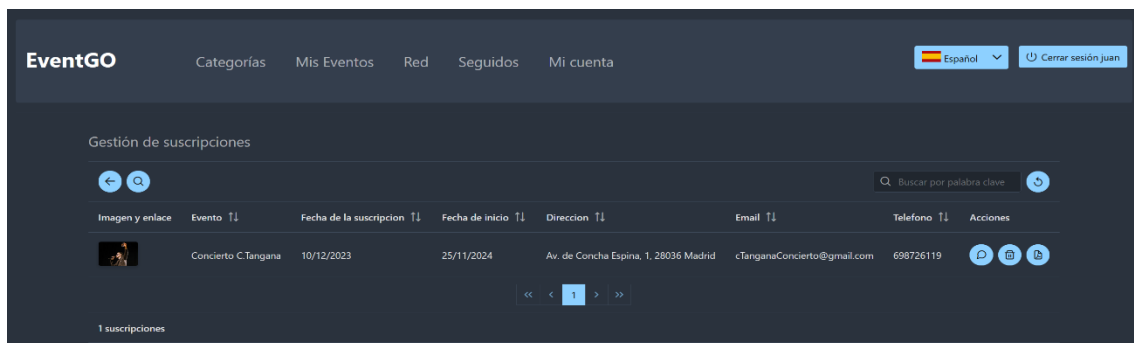 EventGO Categorías Mis Eventos Red Seguidos Mi cuenta Español Cerrar sesión juan
Gestión de suscripciones
Buscar por palabra clave
Imagen y enlace Evento Fecha de la suscripcion Fecha de inicio Direccion Email Telefono Acciones
Concierto C.Tangana 10/12/2023 25/11/2024 Av. de Concha Espina, 1, 28036 Madrid cTanganaConcierto@gmail.com 698726119
<< < 1 > >>
1 suscripciones